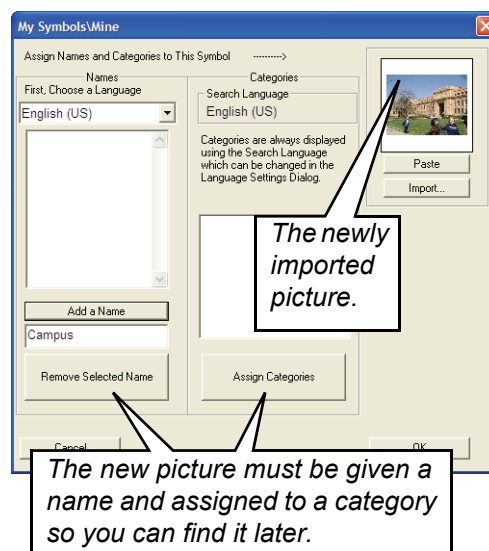 My Symbols\Mine
Assign Names and Categories to This Symbol ---------->
Names
First, Choose a Language
English (US)
Add a Name
Campus
Remove Selected Name
Categories
Search Language
English (US)
Categories are always displayed
using the Search Language
which can be changed in the
Language Settings Dialog.
Assign Categories
Paste
Import...
The newly
imported
picture.
Cancel
OK
The new picture must be given a
name and assigned to a category
so you can find it later.